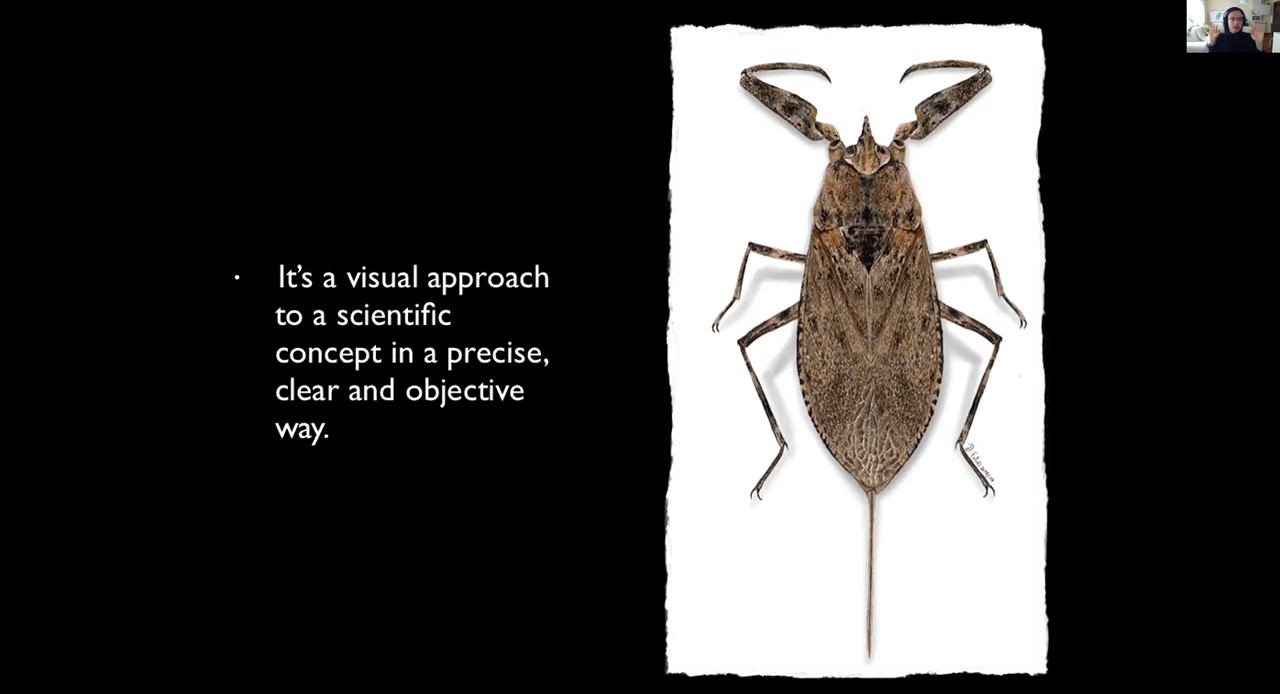 · It’s a visual approach
to a scientific
concept in a precise,
clear and objective
way.